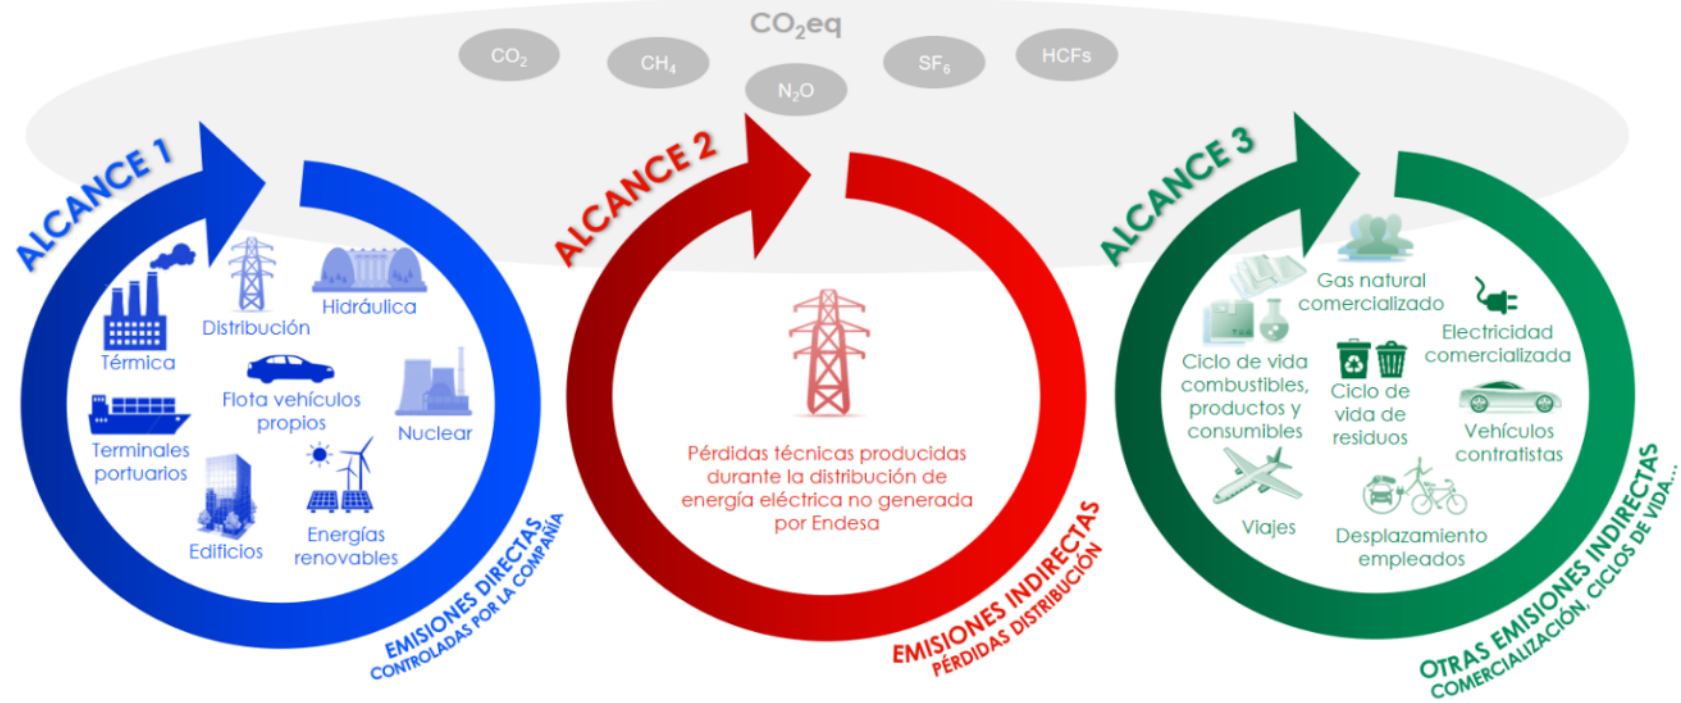 CO₂eq
CO₂
CH₄
N₂O
SF₆
HCFs
ALCANCE 1
Térmica
Distribución
Hidráulica
Flota vehículos
propios
Nuclear
Terminales
portuarios
Edificios
Energías
renovables
EMISIONES DIRECTAS
CONTROLADAS POR LA COMPAÑÍA
ALCANCE 2
Pérdidas técnicas producidas
durante la distribución de
energía eléctrica no generada
por Endesa
EMISIONES INDIRECTAS
PÉRDIDAS DISTRIBUCIÓN
ALCANCE 3
Gas natural
comercializado
Electricidad
comercializada
Ciclo de vida
combustibles,
productos y
consumibles
Ciclo de
vida de
residuos
Vehículos
contratistas
Viajes
Desplazamiento
empleados
OTRAS EMISIONES INDIRECTAS
COMERCIALIZACIÓN, CICLOS DE VIDA...